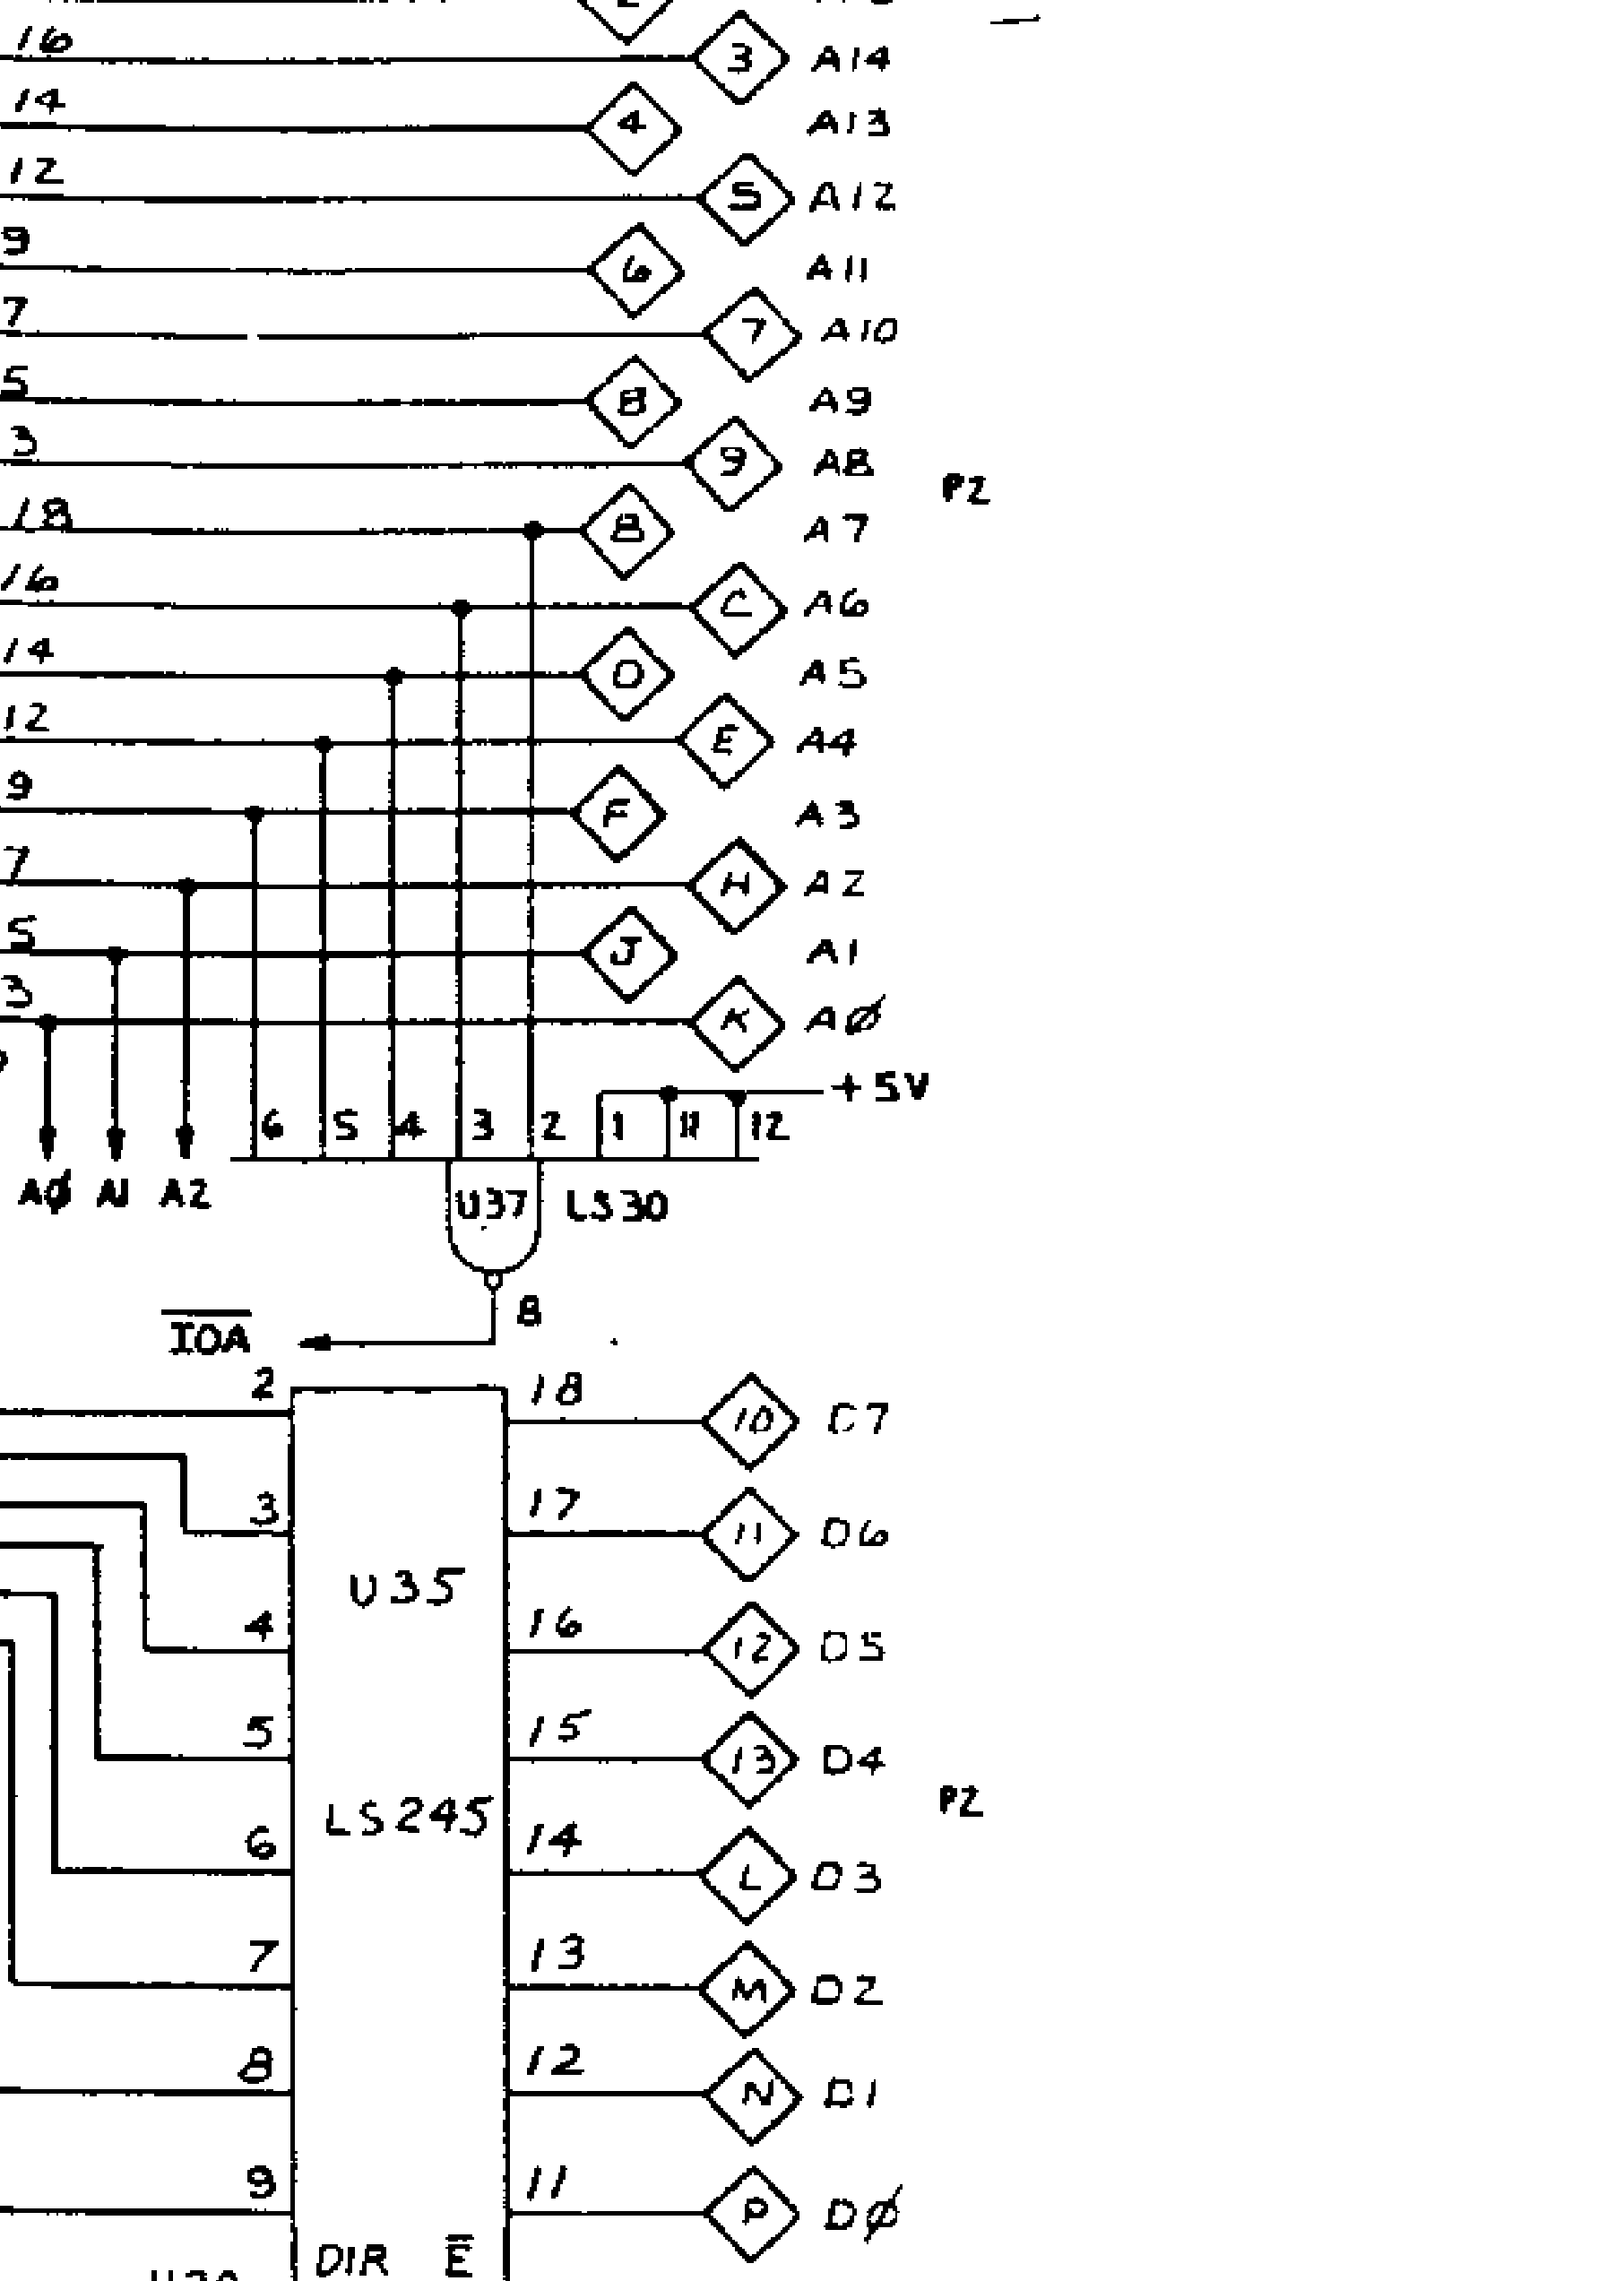 16 3 A14
14 4 A13
12 5 A12
9 6 A11
7 7 A10
5 8 A9
3 9 A8
P2
18 B A7
16 C A6
14 D A5
12 E A4
9 F A3
7 H A2
5 J A1
3 K AØ
+5V
6 5 4 3 2 1 11 12
AØ A1 A2 U37 LS30
8
IOA
2 18 10 D7
3 17 11 D6
U35
4 16 12 D5
5 15 13 D4
P2
LS245
6 14 L D3
7 13 M D2
8 12 N D1
9 11 P DØ
DIR E